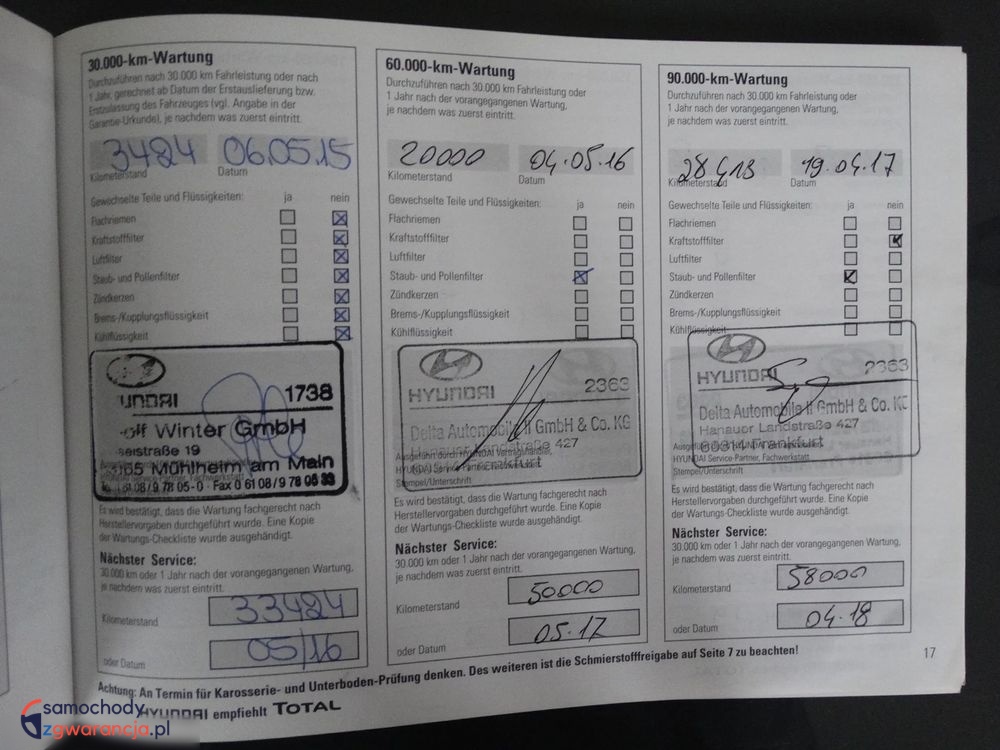 30.000-km-Wartung
Durchzuführen nach 30.000 km Fahrleistung oder nach
1 Jahr, gerechnet ab Datum der Erstauslieferung bzw.
Erstzulassung des Fahrzeuges (vgl. Angabe in der
Garantie-Urkunde), je nachdem was zuerst eintritt.
3424 06.05.15
Kilometerstand Datum
Gewechselte Teile und Flüssigkeiten: ja nein
Flachriemen
Kraftstofffilter
Luftfilter
Staub- und Pollenfilter
Zündkerzen
Brems-/Kupplungsflüssigkeit
Kühlflüssigkeit
1738
Winter GmbH
19
Mühlheim am Main
Fax 0 61 08/9 78 05 33
Es wird bestätigt, dass die Wartung fachgerecht nach
Herstellervorgaben durchgeführt wurde. Eine Kopie
der Wartungs-Checkliste wurde ausgehändigt.
Nächster Service:
30.000 km oder 1 Jahr nach der vorangegangenen Wartung,
je nachdem was zuerst eintritt.
Kilometerstand 33424
oder Datum 05/16
60.000-km-Wartung
Durchzuführen nach 30.000 km Fahrleistung oder
1 Jahr nach der vorangegangenen Wartung,
je nachdem was zuerst eintritt.
20000 04.05.16
Kilometerstand Datum
Gewechselte Teile und Flüssigkeiten: ja nein
Flachriemen
Kraftstofffilter
Luftfilter
Staub- und Pollenfilter
Zündkerzen
Brems-/Kupplungsflüssigkeit
Kühlflüssigkeit
HYUNDAI 2363
Delta Automobile II GmbH & Co. KG
Landstraße 427
Stempel/Unterschrift
Es wird bestätigt, dass die Wartung fachgerecht nach
Herstellervorgaben durchgeführt wurde. Eine Kopie
der Wartungs-Checkliste wurde ausgehändigt.
Nächster Service:
30.000 km oder 1 Jahr nach der vorangegangenen Wartung,
je nachdem was zuerst eintritt.
Kilometerstand 50000
oder Datum 05.17
90.000-km-Wartung
Durchzuführen nach 30.000 km Fahrleistung oder
1 Jahr nach der vorangegangenen Wartung,
je nachdem was zuerst eintritt.
28413 19.04.17
Kilometerstand Datum
Gewechselte Teile und Flüssigkeiten: ja nein
Flachriemen
Kraftstofffilter
Luftfilter
Staub- und Pollenfilter
Zündkerzen
Brems-/Kupplungsflüssigkeit
Kühlflüssigkeit
HYUNDAI 2363
Delta Automobile II GmbH & Co. KG
Hanauer Landstraße 427
60314 Frankfurt
HYUNDAI Service-Partner, Fachwerkstatt
Stempel/Unterschrift
Es wird bestätigt, dass die Wartung fachgerecht nach
Herstellervorgaben durchgeführt wurde. Eine Kopie
der Wartungs-Checkliste wurde ausgehändigt.
Nächster Service:
30.000 km oder 1 Jahr nach der vorangegangenen Wartung,
je nachdem was zuerst eintritt.
Kilometerstand 58000
oder Datum 04.18
17
Achtung: An Termin für Karosserie- und Unterboden-Prüfung denken. Des weiteren ist die Schmierstofffreigabe auf Seite 7 zu beachten!
HYUNDAI empfiehlt TOTAL
samochody
zgwarancja.pl